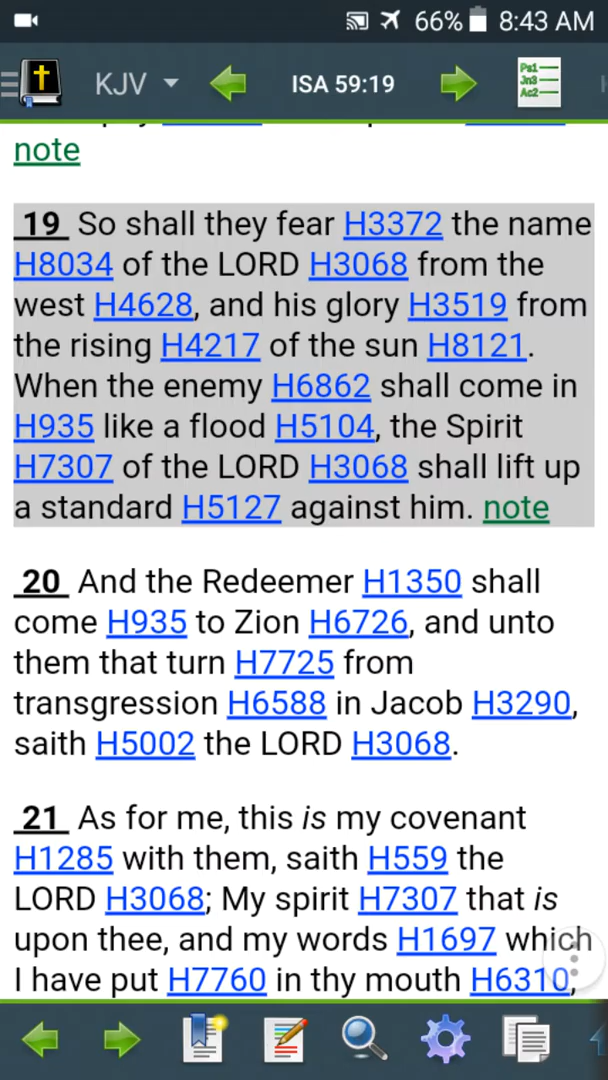 66% 8:43 AM
KJV ISA 59:19
Ps1
Jn3
Ac2
note
19 So shall they fear H3372 the name
H8034 of the LORD H3068 from the
west H4628, and his glory H3519 from
the rising H4217 of the sun H8121.
When the enemy H6862 shall come in
H935 like a flood H5104, the Spirit
H7307 of the LORD H3068 shall lift up
a standard H5127 against him. note
20 And the Redeemer H1350 shall
come H935 to Zion H6726, and unto
them that turn H7725 from
transgression H6588 in Jacob H3290,
saith H5002 the LORD H3068.
21 As for me, this is my covenant
H1285 with them, saith H559 the
LORD H3068; My spirit H7307 that is
upon thee, and my words H1697 which
I have put H7760 in thy mouth H6310,